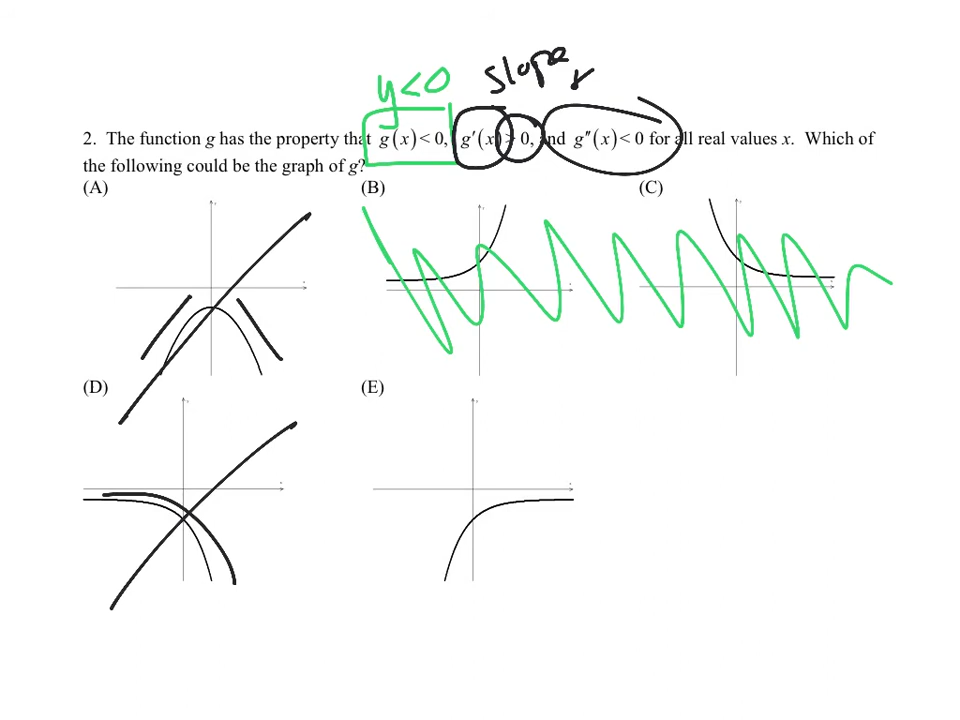 y<0 slope
2. The function g has the property that g(x) < 0, g′(x) > 0, and g″(x) < 0 for all real values x. Which of
the following could be the graph of g?
(A) (B) (C)
(D) (E)